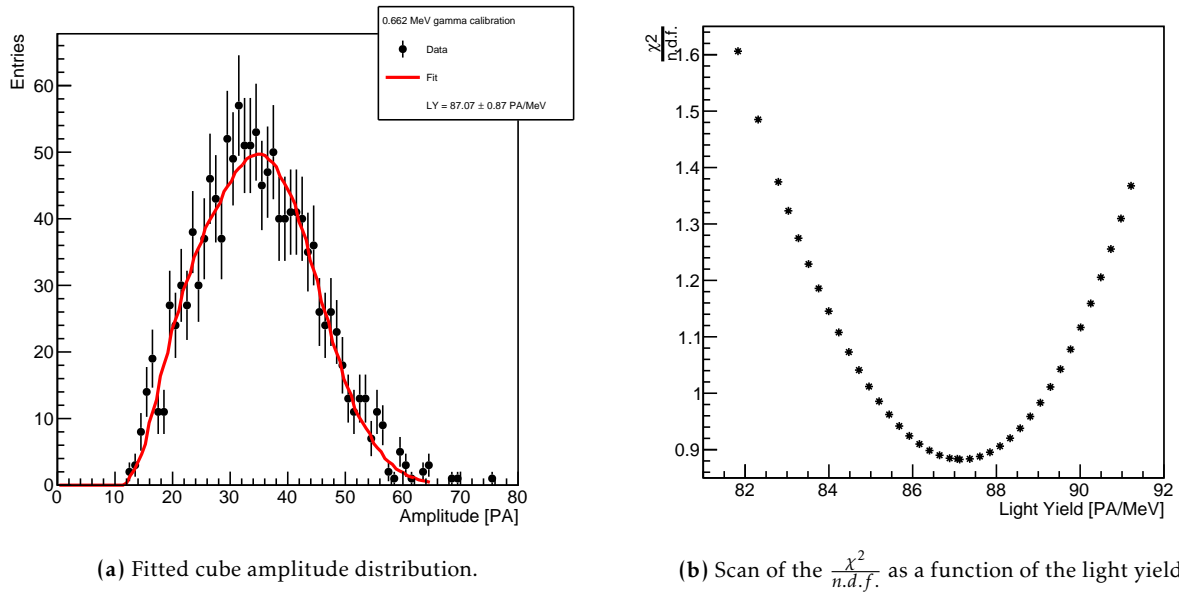 0.662 MeV gamma calibration
Data
Fit
LY = 87.07 ± 0.87 PA/MeV
Entries
60
50
40
30
20
10
0
0 10 20 30 40 50 60 70 80
Amplitude [PA]
(a) Fitted cube amplitude distribution.
χ2
n.d.f.
1.6
1.5
1.4
1.3
1.2
1.1
1
0.9
82 84 86 88 90 92
Light Yield [PA/MeV]
(b) Scan of the χ²/n.d.f. as a function of the light yield